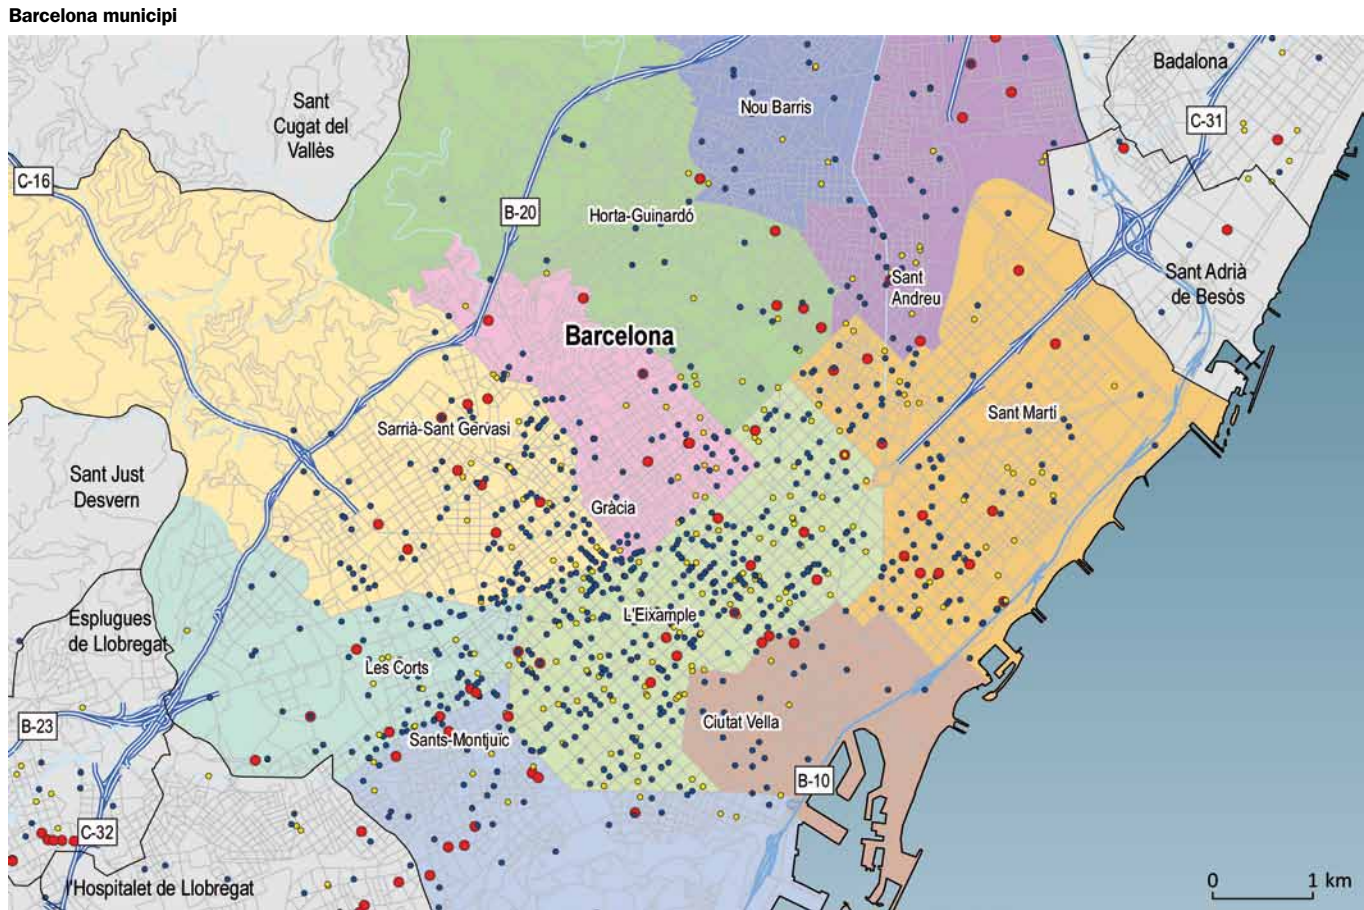 Barcelona municipi
Badalona
Sant
Cugat del
Vallès
Nou Barris
C-31
C-16
B-20
Horta-Guinardó
Sant Adrià
de Besòs
Sant
Andreu
Barcelona
Sant Martí
Sarrià-Sant Gervasi
Sant Just
Desvern
Gràcia
Esplugues
de Llobregat
L'Eixample
Les Corts
B-23
Ciutat Vella
Sants-Montjuïc
B-10
C-32
l'Hospitalet de Llobregat
0 1 km